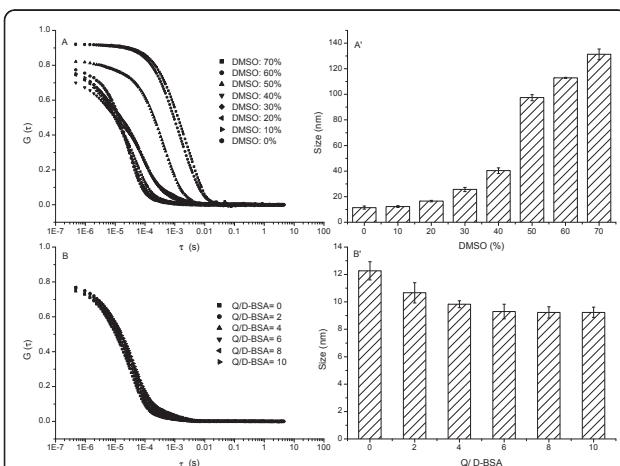 A
1.0
0.8
0.6
0.4
0.2
0.0
G (τ)
DMSO: 70%
DMSO: 60%
DMSO: 50%
DMSO: 40%
DMSO: 30%
DMSO: 20%
DMSO: 10%
DMSO: 0%
1E-7 1E-6 1E-5 1E-4 1E-3 0.01 0.1 1 10 100
τ (s)
A'
140
120
100
80
60
40
20
0
Size (nm)
0 10 20 30 40 50 60 70
DMSO (%)
B
1.0
0.8
0.6
0.4
0.2
0.0
G (τ)
Q/D-BSA= 0
Q/D-BSA= 2
Q/D-BSA= 4
Q/D-BSA= 6
Q/D-BSA= 8
Q/D-BSA= 10
1E-7 1E-6 1E-5 1E-4 1E-3 0.01 0.1 1 10 100
τ (s)
B'
14
12
10
8
6
4
2
0
Size (nm)
0 2 4 6 8 10
Q/ D-BSA